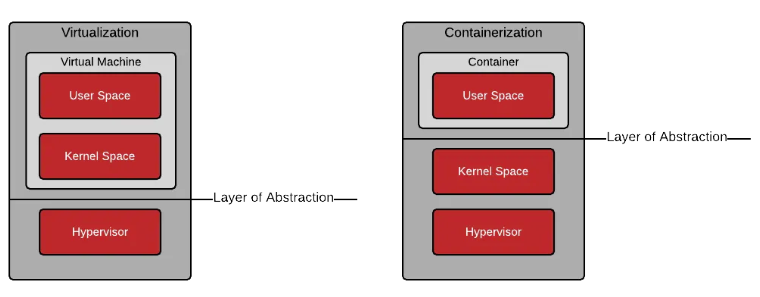 Virtualization
Virtual Machine
User Space
Kernel Space
Layer of Abstraction
Hypervisor
Containerization
Container
User Space
Layer of Abstraction
Kernel Space
Hypervisor